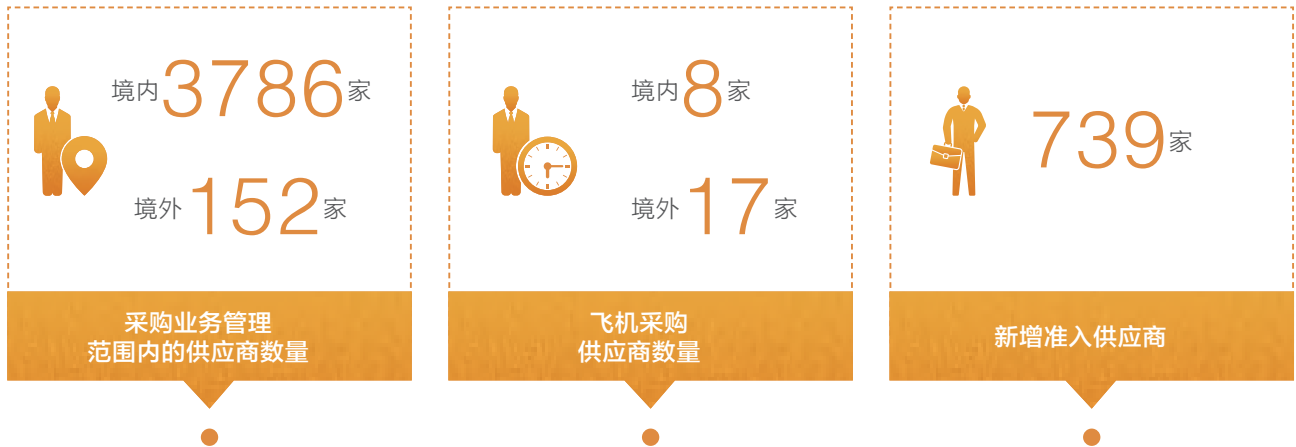 境内3786家
境外152家
采购业务管理
范围内的供应商数量
境内8家
境外17家
飞机采购
供应商数量
739家
新增准入供应商